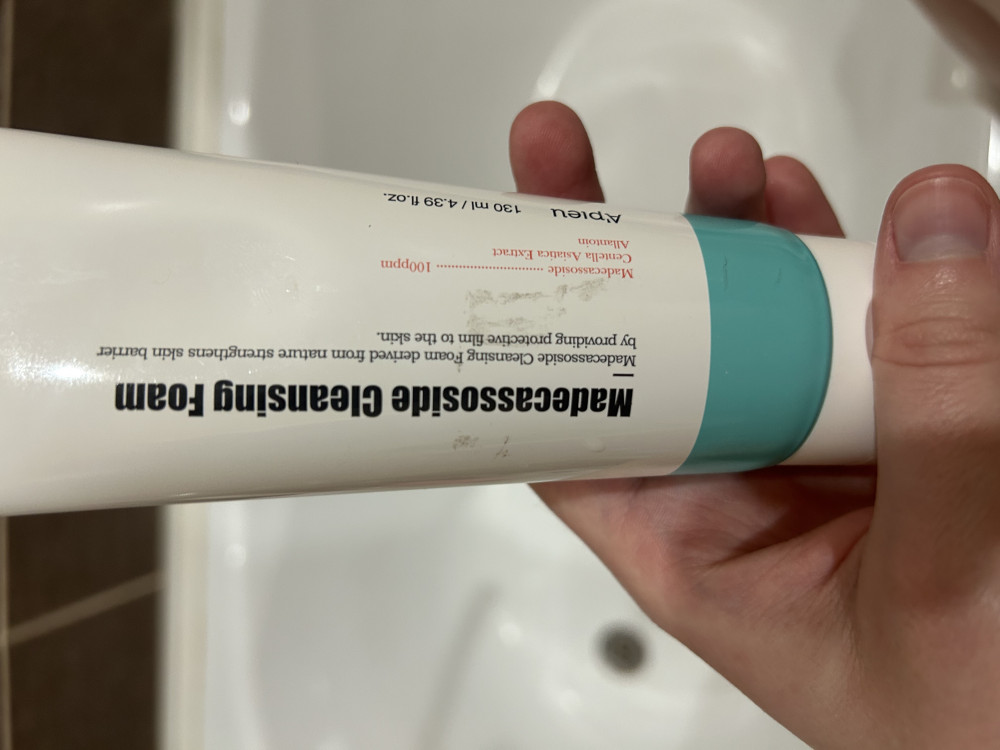 Madecassoside Cleansing Foam
Madecassoside Cleansing Foam derived from nature strengthens skin barrier
by providing protective film to the skin.
Madecassoside ································ 100ppm
Centella Asiatica Extract
Allantoin
A'pieu 130 ml / 4.39 fl.oz.